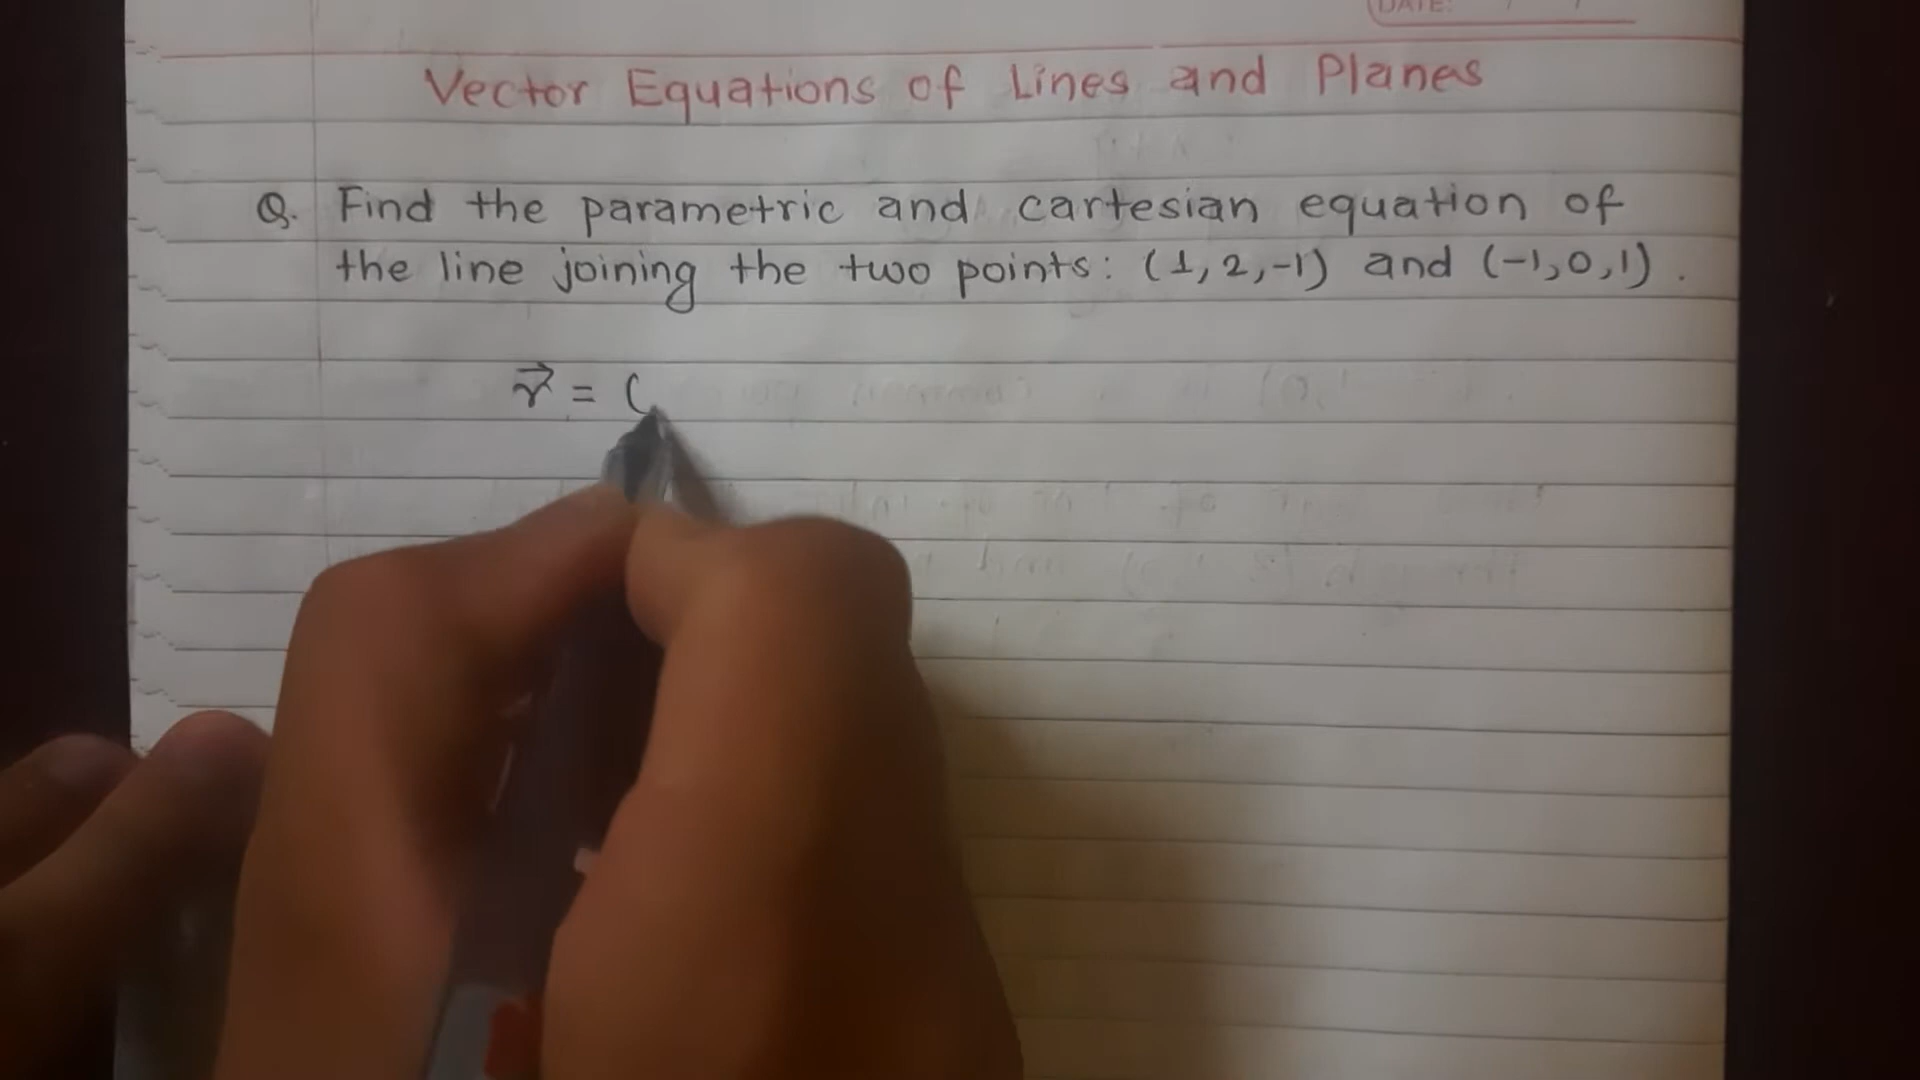 DATE: / /
Vector Equations of Lines and Planes
Q. Find the parametric and cartesian equation of
the line joining the two points: (1, 2, -1) and (-1, 0, 1).
r⃗ = (